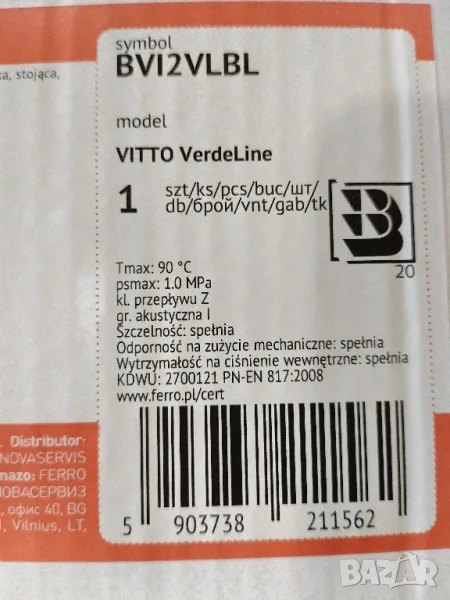 symbol
BVI2VLBL
ka, stojąca,
model
VITTO VerdeLine
1 szt/ks/pcs/buc/шт/
db/брой/vnt/gab/tk
B
20
Tmax: 90 °C
psmax: 1.0 MPa
kl. przepływu Z
gr. akustyczna I
Szczelność: spełnia
Odporność na zużycie mechaniczne: spełnia
Wytrzymałość na ciśnienie wewnętrzne: spełnia
KDWU: 2700121 PN-EN 817:2008
www.ferro.pl/cert
Distributor:
NOVASERVIS
mazo: FERRO
НОВАСЕРВИЗ
, офис 40, BG
, Vilnius, LT,
5 903738 211562
BAZAR